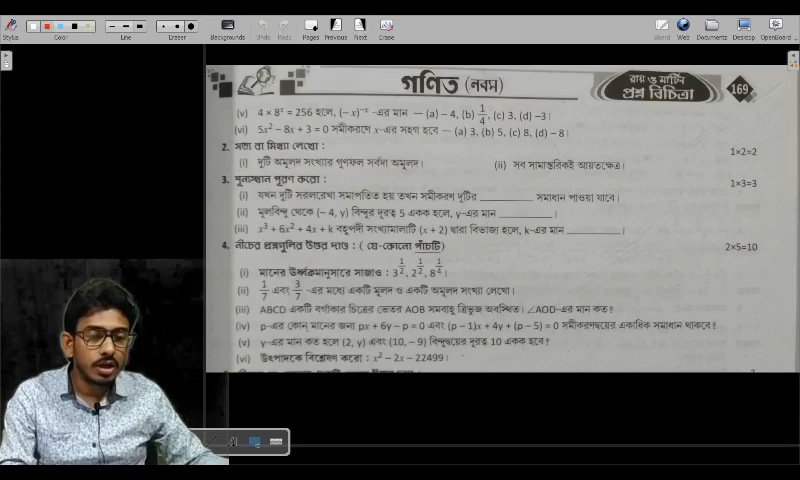 Stylus
Color
Line
Eraser
Backgrounds
Undo
Redo
Pages
Previous
Next
Erase
Board
Web
Documents
Desktop
OpenBoard
গণিত (নবম)
রায় ও মার্টিন
প্রশ্ন বিচিত্রা
169
(v) 4 × 8ˣ = 256 হলে, (−x)⁻ˣ -এর মান — (a) − 4, (b) 1/4, (c) 3, (d) −3।
(vi) 5x² − 8x + 3 = 0 সমীকরণে x-এর সহগ হবে — (a) 3, (b) 5, (c) 8, (d) − 8।
2. সত্য বা মিথ্যা লেখো : 1×2=2
(i) দুটি অমূলদ সংখ্যার গুণফল সর্বদা অমূলদ। (ii) সব সামান্তরিকই আয়তক্ষেত্র।
3. শূন্যস্থান পূরণ করো : 1×3=3
(i) যখন দুটি সরলরেখা সমাপতিত হয় তখন সমীকরণ দুটির ________ সমাধান পাওয়া যাবে।
(ii) মূলবিন্দু থেকে (− 4, y) বিন্দুর দূরত্ব 5 একক হলে, y-এর মান ________ ।
(iii) x³ + 6x² + 4x + k বহুপদী সংখ্যামালাটি (x + 2) দ্বারা বিভাজ্য হলে, k-এর মান ________ ।
4. নীচের প্রশ্নগুলির উত্তর দাও : ( যে-কোনো পাঁচটি) 2×5=10
(i) মানের ঊর্ধ্বক্রমানুসারে সাজাও : 3^(1/2), 2^(1/2), 8^(1/4)।
(ii) 1/7 এবং 3/7 -এর মধ্যে একটি মূলদ ও একটি অমূলদ সংখ্যা লেখো।
(iii) ABCD একটি বর্গাকার চিত্রের ভেতর AOB সমবাহু ত্রিভুজ অবস্থিত। ∠AOD-এর মান কত?
(iv) p-এর কোন্ মানের জন্য px + 6y − p = 0 এবং (p − 1)x + 4y + (p − 5) = 0 সমীকরণদ্বয়ের একাধিক সমাধান থাকবে?
(v) y-এর মান কত হলে (2, y) এবং (10, − 9) বিন্দুদ্বয়ের দূরত্ব 10 একক হবে?
(vi) উৎপাদকে বিশ্লেষণ করো : x² − 2x − 22499।